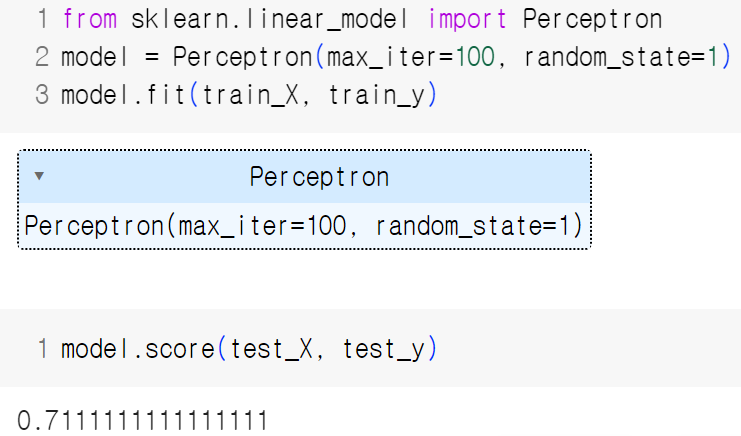 1 from sklearn.linear_model import Perceptron
2 model = Perceptron(max_iter=100, random_state=1)
3 model.fit(train_X, train_y)
▼ Perceptron
Perceptron(max_iter=100, random_state=1)
1 model.score(test_X, test_y)
0.7111111111111111